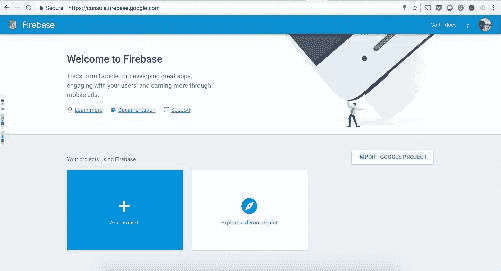 Secure https://console.firebase.google.com
Firebase
Go to docs
Welcome to Firebase
Tools from Google for developing great apps,
engaging with your users, and earning more through
mobile ads.
Learn more Documentation Support
Your projects using Firebase
IMPORT GOOGLE PROJECT
Add project
Explore a demo project